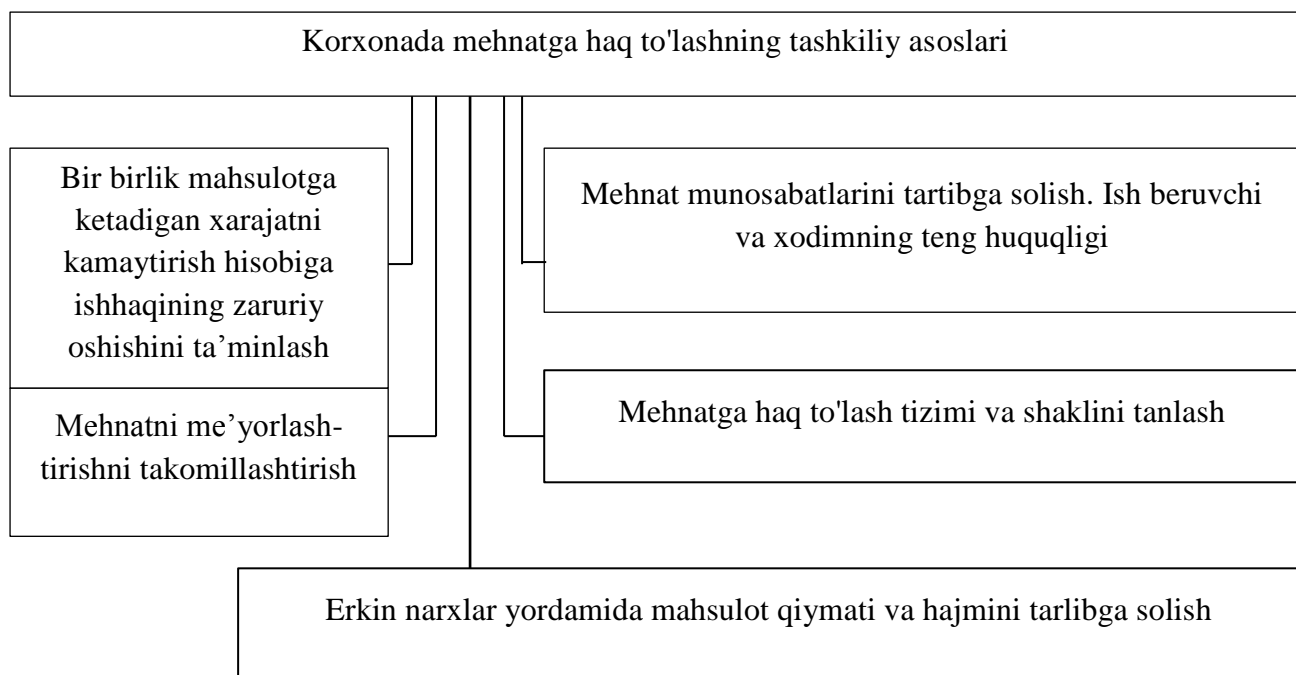 Korxonada mehnatga haq to'lashning tashkiliy asoslari
Bir birlik mahsulotga
ketadigan xarajatni
kamaytirish hisobiga
ishhaqining zaruriy
oshishini ta’minlash
Mehnat munosabatlarini tartibga solish. Ish beruvchi
va xodimning teng huquqligi
Mehnatni me’yorlash-
tirishni takomillashtirish
Mehnatga haq to'lash tizimi va shaklini tanlash
Erkin narxlar yordamida mahsulot qiymati va hajmini tarlibga solish